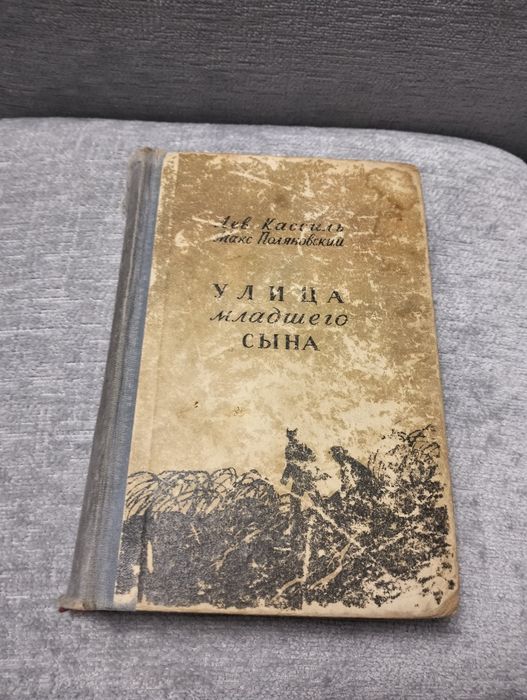 Лев Кассиль
Макс Поляновский
УЛИЦА
младшего
СЫНА